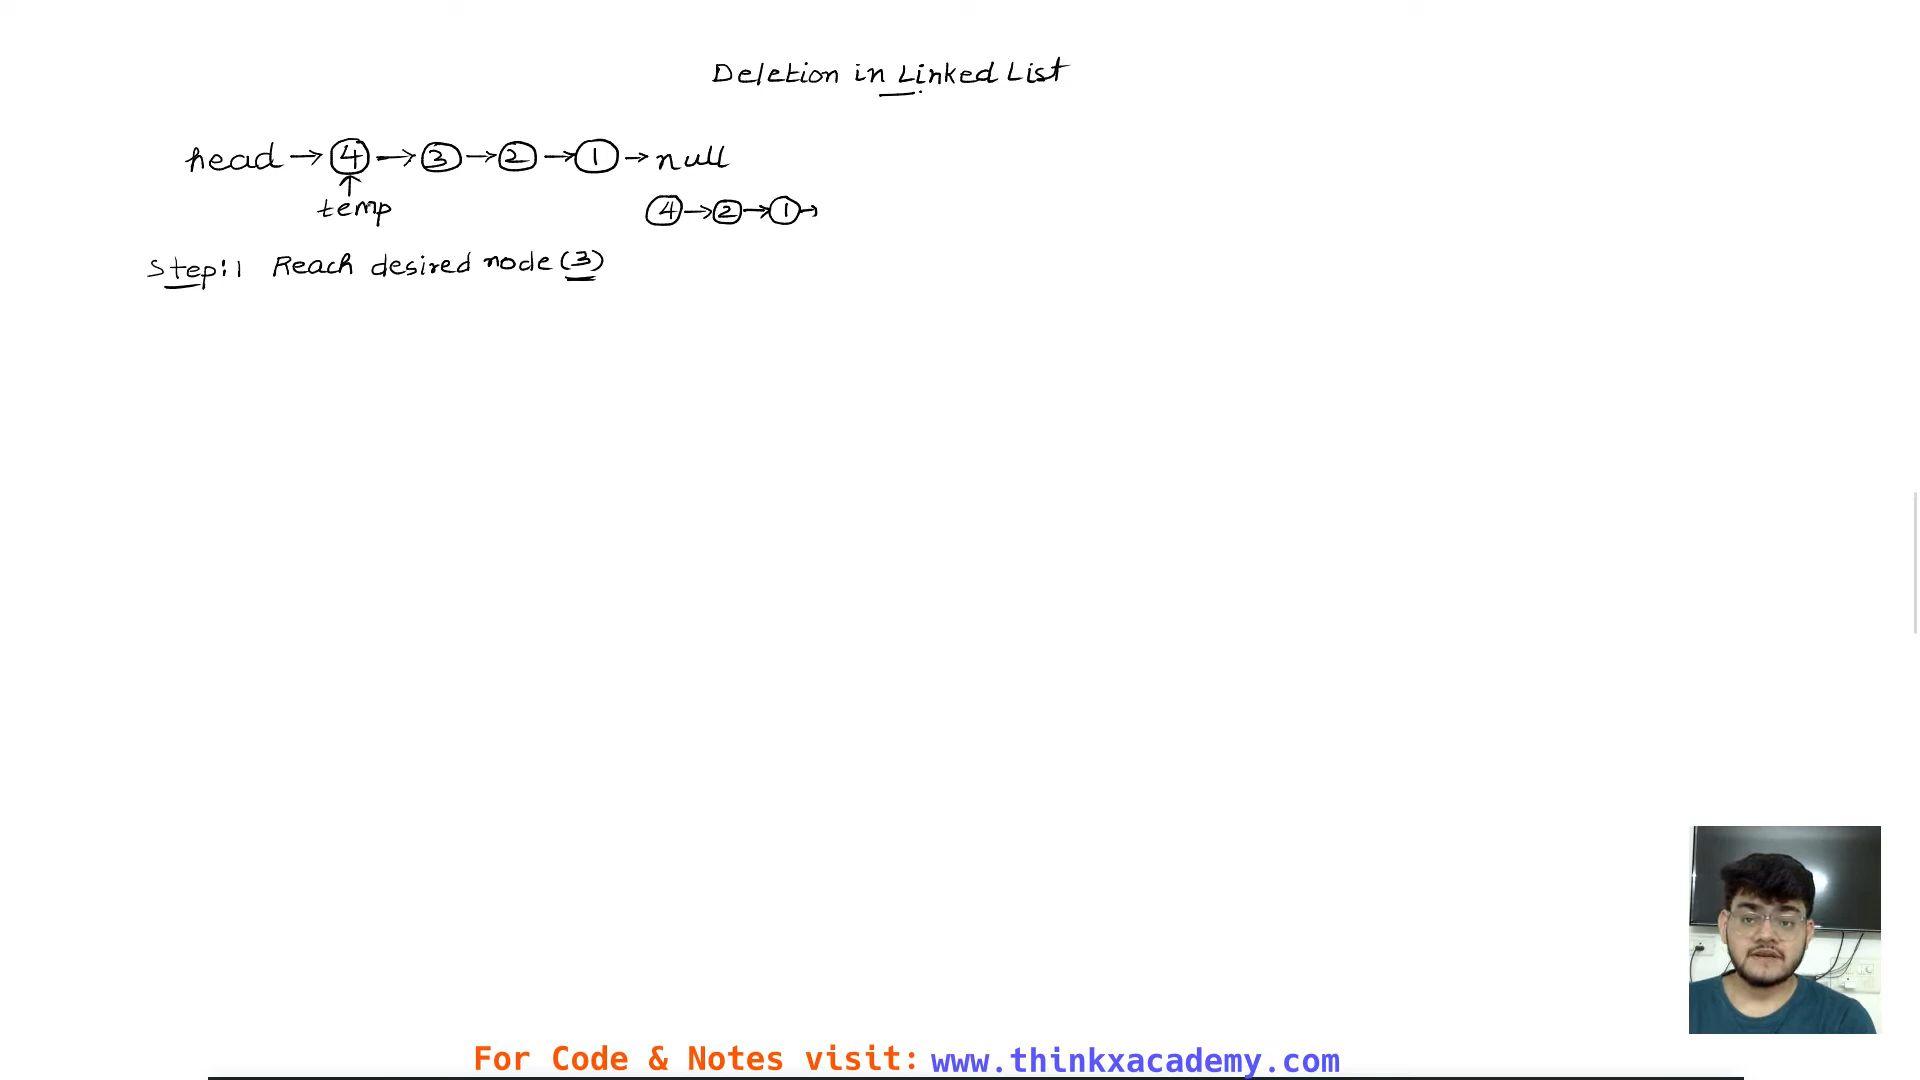 Deletion in Linked List
head → 4 → 3 → 2 → 1 → null
temp
4 → 2 → 1 →
Step:1 Reach desired node (3)
For Code & Notes visit: www.thinkxacademy.com